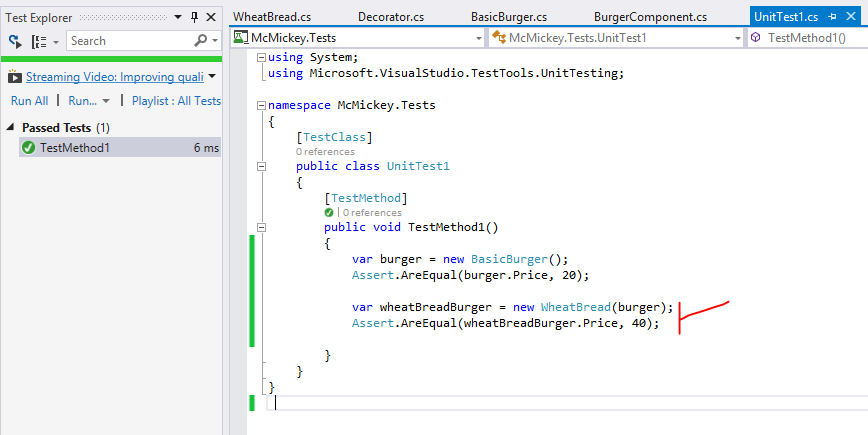 Test Explorer
Search
Streaming Video: Improving quali
Run All | Run... | Playlist : All Tests
Passed Tests (1)
TestMethod1 6 ms
WheatBread.cs Decorator.cs BasicBurger.cs BurgerComponent.cs UnitTest1.cs
McMickey.Tests McMickey.Tests.UnitTest1 TestMethod1()
using System;
using Microsoft.VisualStudio.TestTools.UnitTesting;
namespace McMickey.Tests
{
[TestClass]
0 references
public class UnitTest1
{
[TestMethod]
| 0 references
public void TestMethod1()
{
var burger = new BasicBurger();
Assert.AreEqual(burger.Price, 20);
var wheatBreadBurger = new WheatBread(burger);
Assert.AreEqual(wheatBreadBurger.Price, 40);
}
}
}